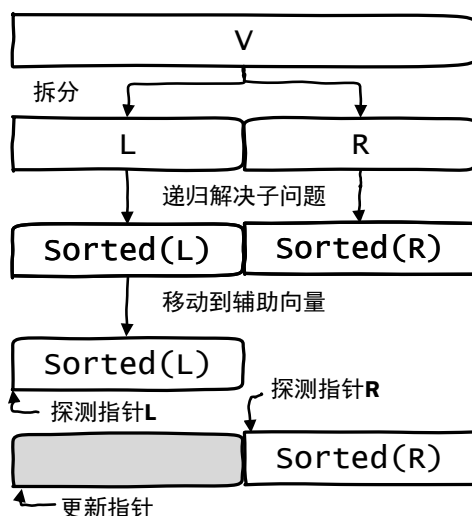 V
拆分
L R
递归解决子问题
Sorted(L) Sorted(R)
移动到辅助向量
Sorted(L)
探测指针L 探测指针R
Sorted(R)
更新指针